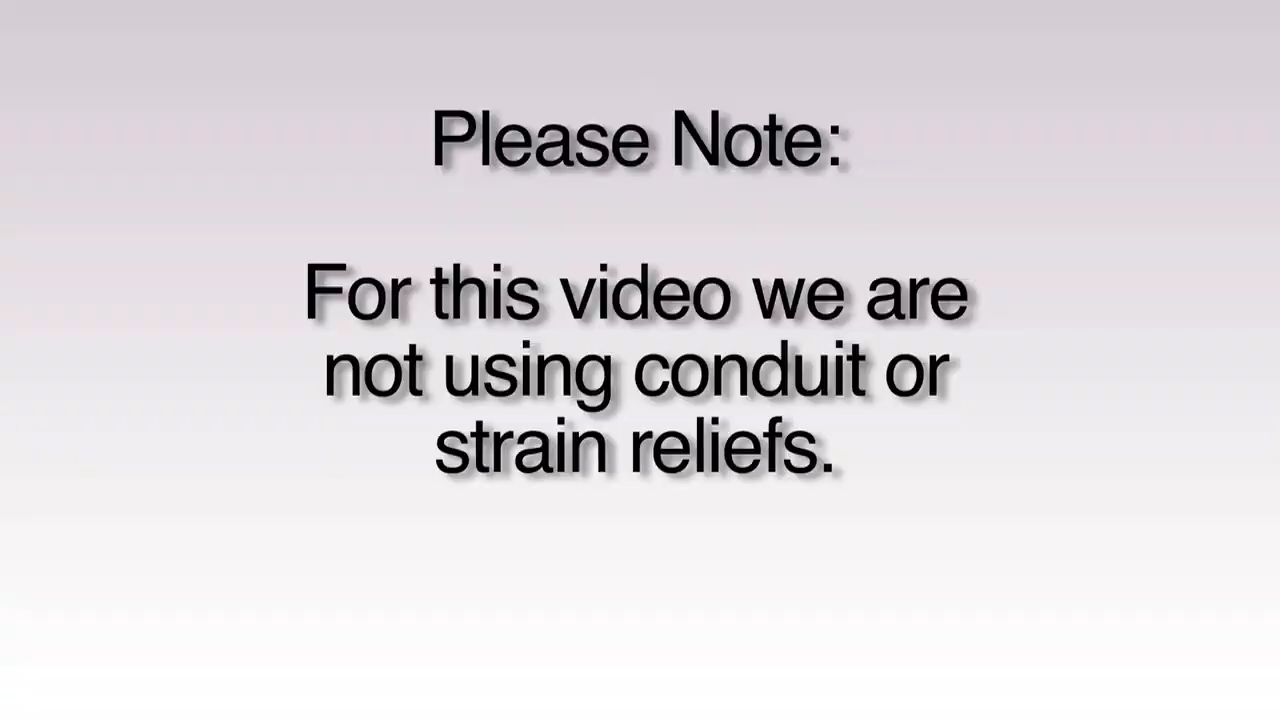 Please Note:
For this video we are
not using conduit or
strain reliefs.